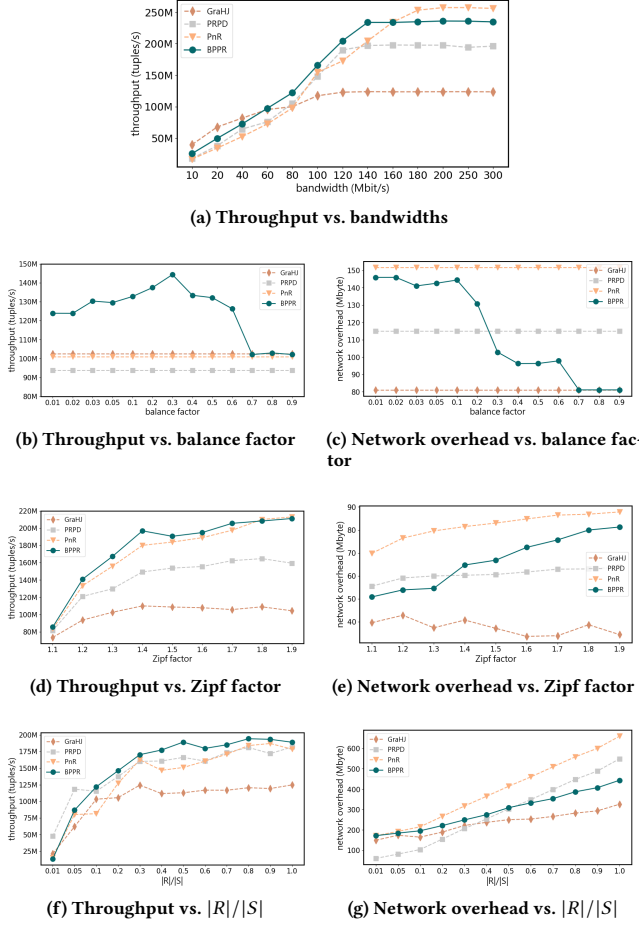 250M
200M
150M
100M
50M
throughput (tuples/s)
GraHJ
PRPD
PnR
BPPR
10 20 40 60 80 100 120 140 160 180 200 250 300
bandwidth (Mbit/s)
(a) Throughput vs. bandwidths
150M
140M
130M
120M
110M
100M
90M
80M
throughput (tuples/s)
GraHJ
PRPD
PnR
BPPR
0.01 0.02 0.03 0.05 0.1 0.2 0.3 0.4 0.5 0.6 0.7 0.8 0.9
balance factor
(b) Throughput vs. balance factor
150
140
130
120
110
100
90
80
network overhead (Mbyte)
GraHJ
PRPD
PnR
BPPR
0.01 0.02 0.03 0.05 0.1 0.2 0.3 0.4 0.5 0.6 0.7 0.8 0.9
balance factor
(c) Network overhead vs. balance fac-
tor
220M
200M
180M
160M
140M
120M
100M
80M
throughput (tuples/s)
GraHJ
PRPD
PnR
BPPR
1.1 1.2 1.3 1.4 1.5 1.6 1.7 1.8 1.9
Zipf factor
(d) Throughput vs. Zipf factor
90
80
70
60
50
40
network overhead (Mbyte)
GraHJ
PRPD
PnR
BPPR
1.1 1.2 1.3 1.4 1.5 1.6 1.7 1.8 1.9
Zipf factor
(e) Network overhead vs. Zipf factor
200M
175M
150M
125M
100M
75M
50M
25M
throughput (tuples/s)
GraHJ
PRPD
PnR
BPPR
0.01 0.05 0.1 0.2 0.3 0.4 0.5 0.6 0.7 0.8 0.9 1.0
|R|/|S|
(f) Throughput vs. |R|/|S|
600
500
400
300
200
100
network overhead (Mbyte)
GraHJ
PRPD
PnR
BPPR
0.01 0.05 0.1 0.2 0.3 0.4 0.5 0.6 0.7 0.8 0.9 1.0
|R|/|S|
(g) Network overhead vs. |R|/|S|